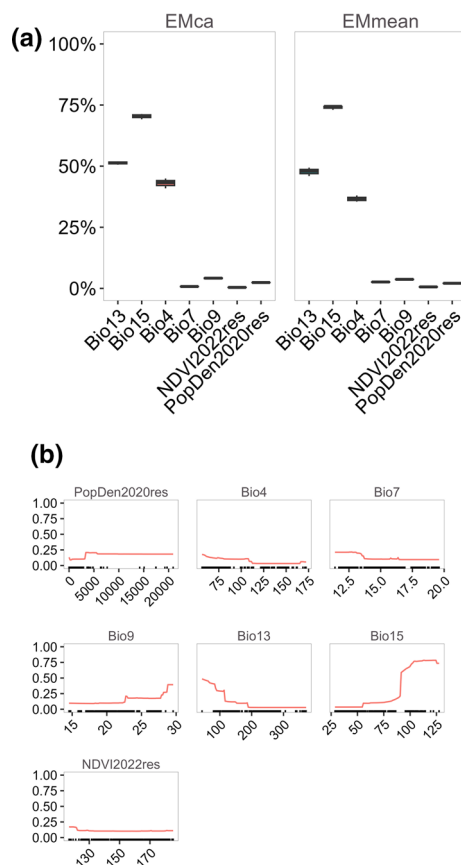 (a)
EMca EMmean
100%
75%
50%
25%
0%
Bio13 Bio15 Bio4 Bio7 Bio9 NDVI2022res PopDen2020res Bio13 Bio15 Bio4 Bio7 Bio9 NDVI2022res PopDen2020res
(b)
PopDen2020res Bio4 Bio7
1.00
0.75
0.50
0.25
0.00
0 5000 10000 15000 20000 75 100 125 150 175 12.5 15.0 17.5 20.0
Bio9 Bio13 Bio15
1.00
0.75
0.50
0.25
0.00
15 20 25 30 100 200 300 25 50 75 100 125
NDVI2022res
1.00
0.75
0.50
0.25
0.00
130 150 170